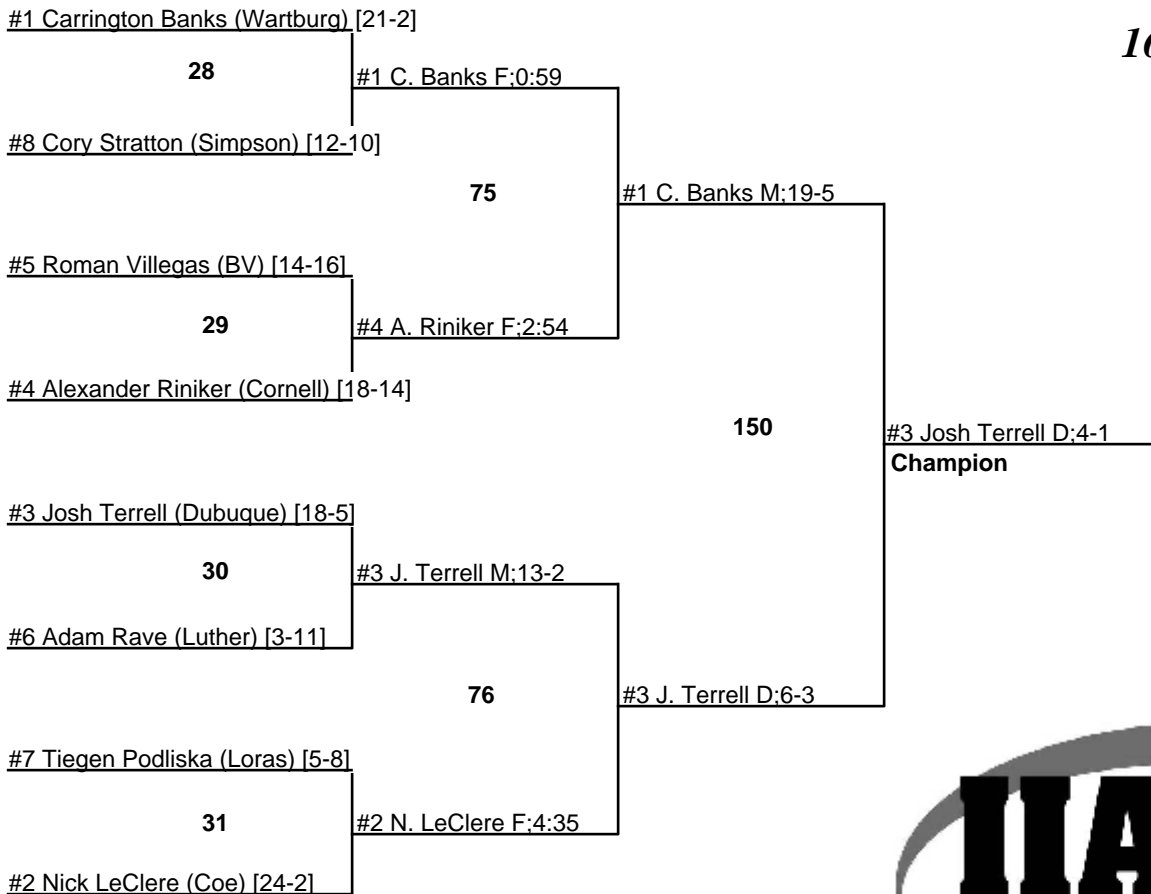 #1 Carrington Banks (Wartburg) [21-2]
28
#1 C. Banks F;0:59
#8 Cory Stratton (Simpson) [12-10]
75
#1 C. Banks M;19-5
#5 Roman Villegas (BV) [14-16]
29
#4 A. Riniker F;2:54
#4 Alexander Riniker (Cornell) [18-14]
150
#3 Josh Terrell D;4-1
Champion
#3 Josh Terrell (Dubuque) [18-5]
30
#3 J. Terrell M;13-2
#6 Adam Rave (Luther) [3-11]
76
#3 J. Terrell D;6-3
#7 Tiegen Podliska (Loras) [5-8]
31
#2 N. LeClere F;4:35
#2 Nick LeClere (Coe) [24-2]
IIA